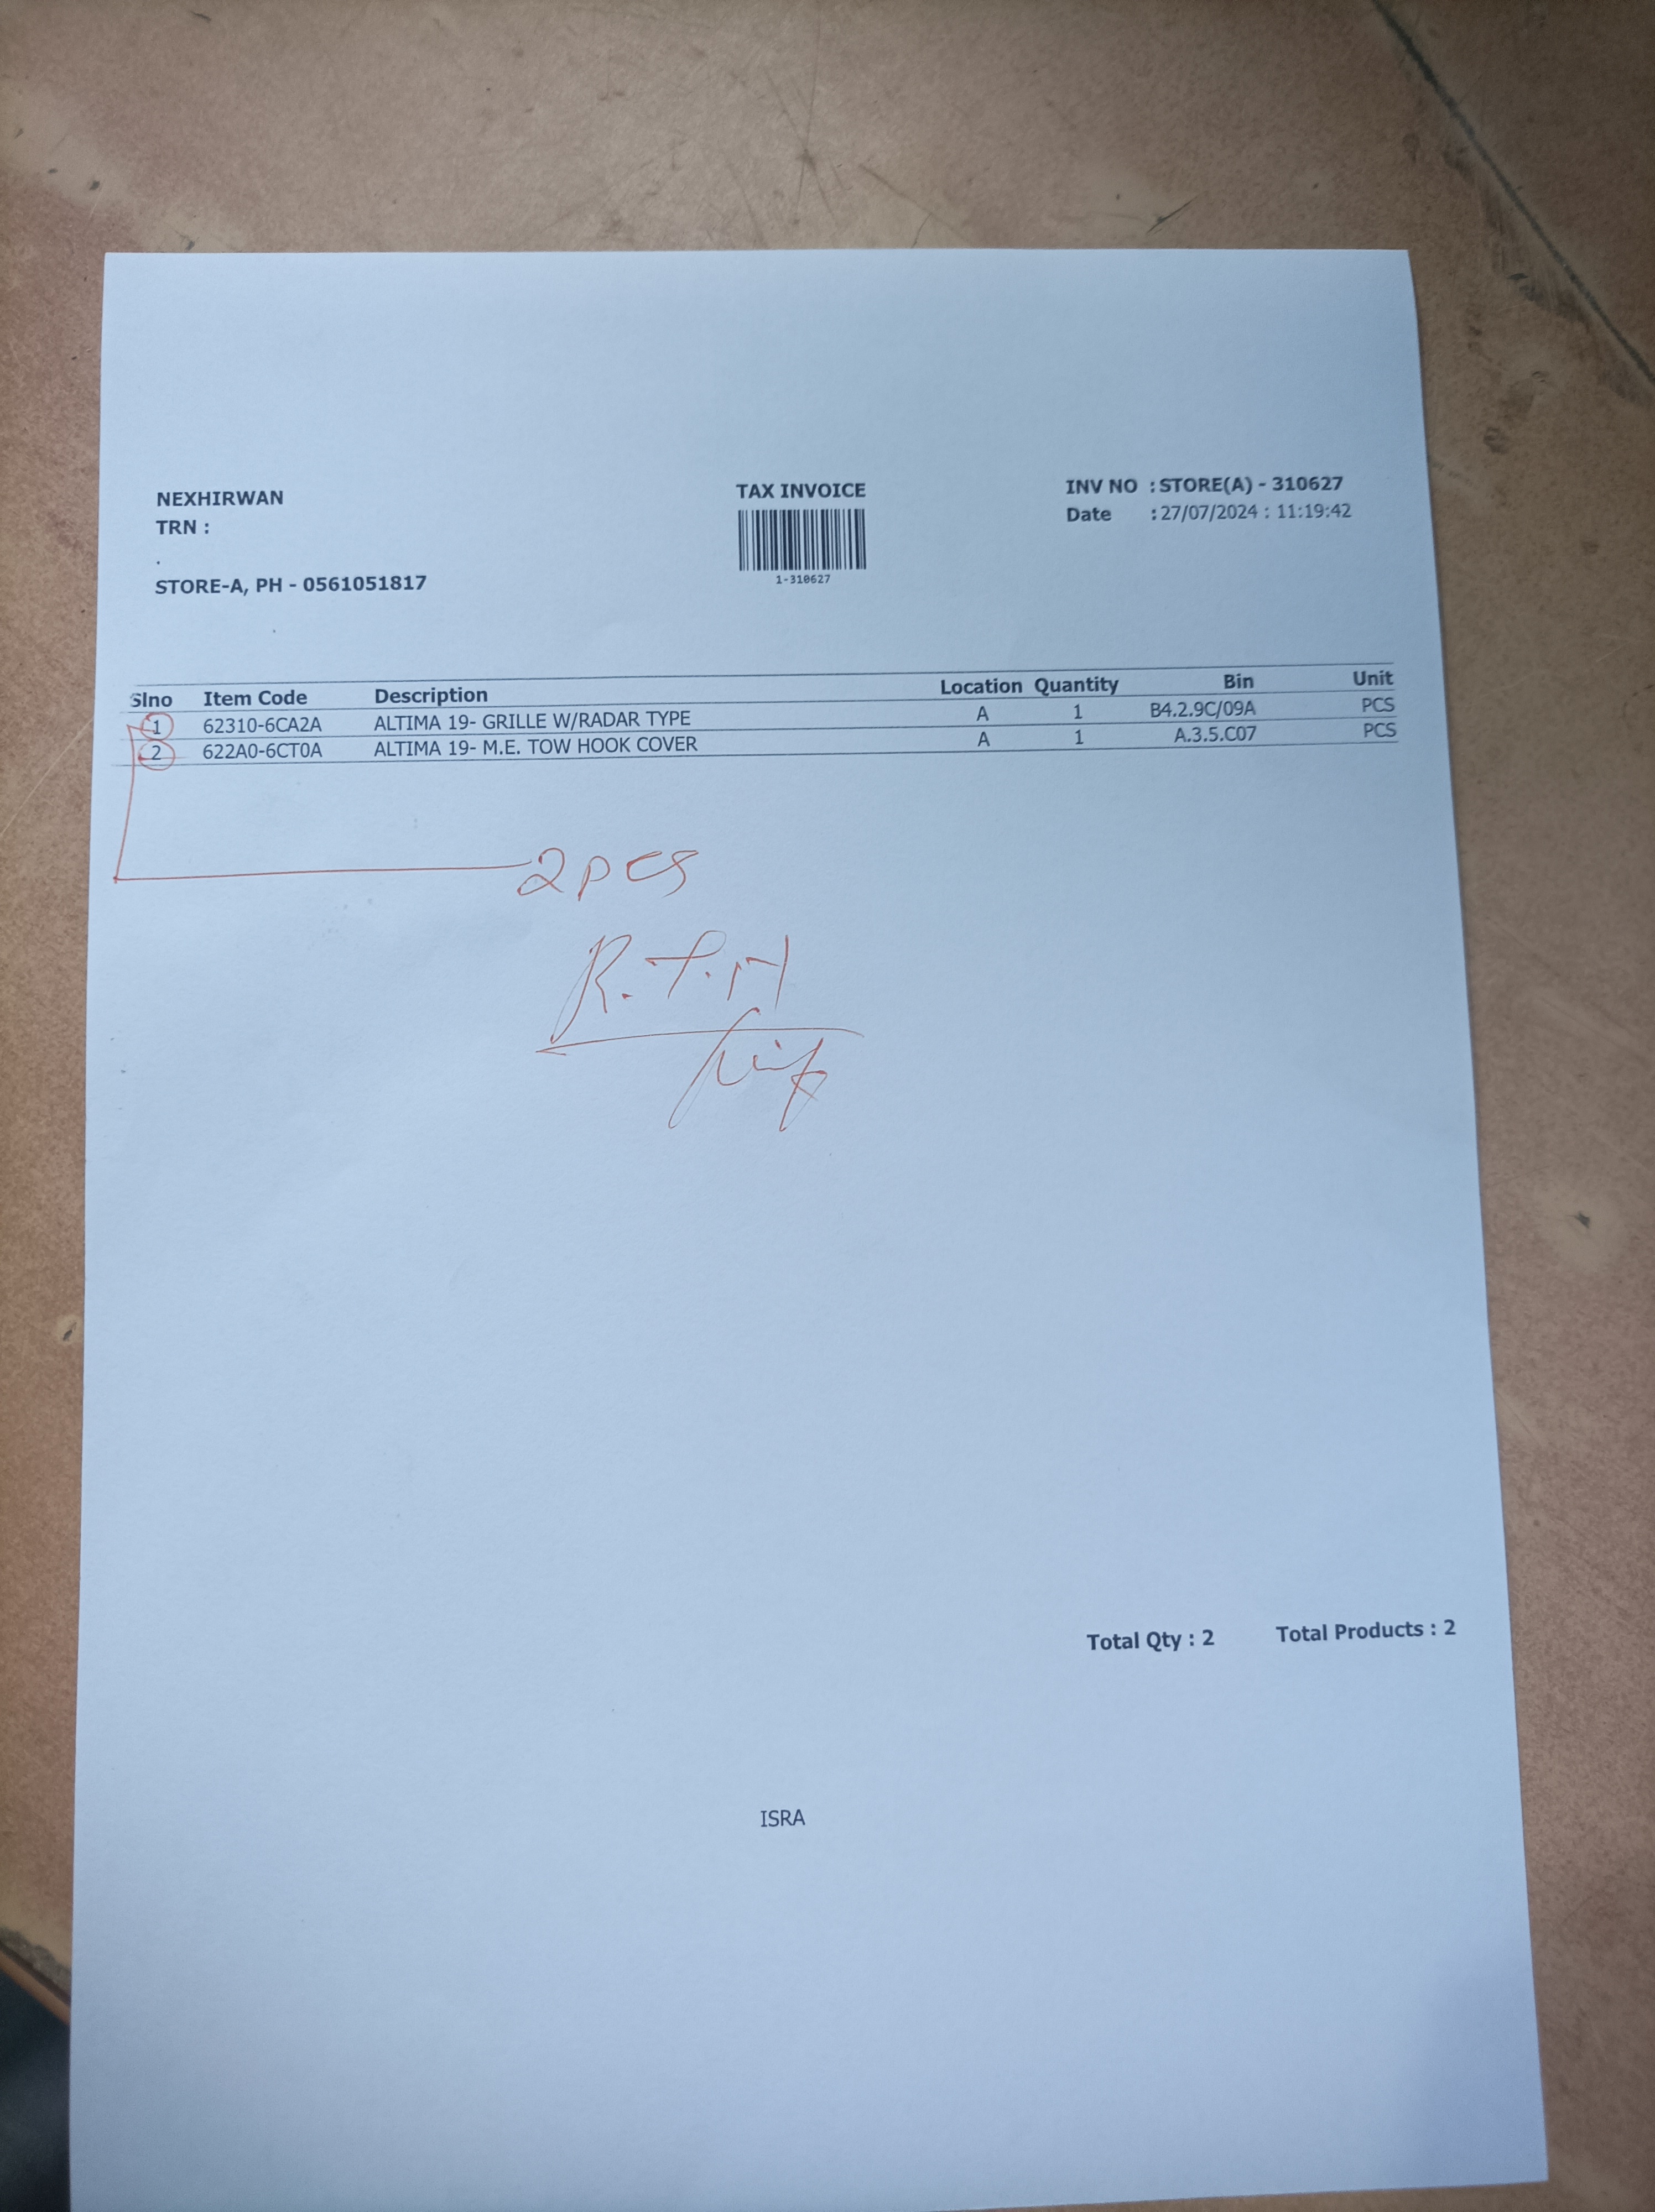 NEXHIRWAN
TRN :
.
STORE-A, PH - 0561051817
TAX INVOICE
1-310627
INV NO : STORE(A) - 310627
Date : 27/07/2024 : 11:19:42
Slno Item Code Description Location Quantity Bin Unit
1 62310-6CA2A ALTIMA 19- GRILLE W/RADAR TYPE A 1 B4.2.9C/09A PCS
2 622A0-6CT0A ALTIMA 19- M.E. TOW HOOK COVER A 1 A.3.5.C07 PCS
2pcs
Total Qty : 2 Total Products : 2
ISRA